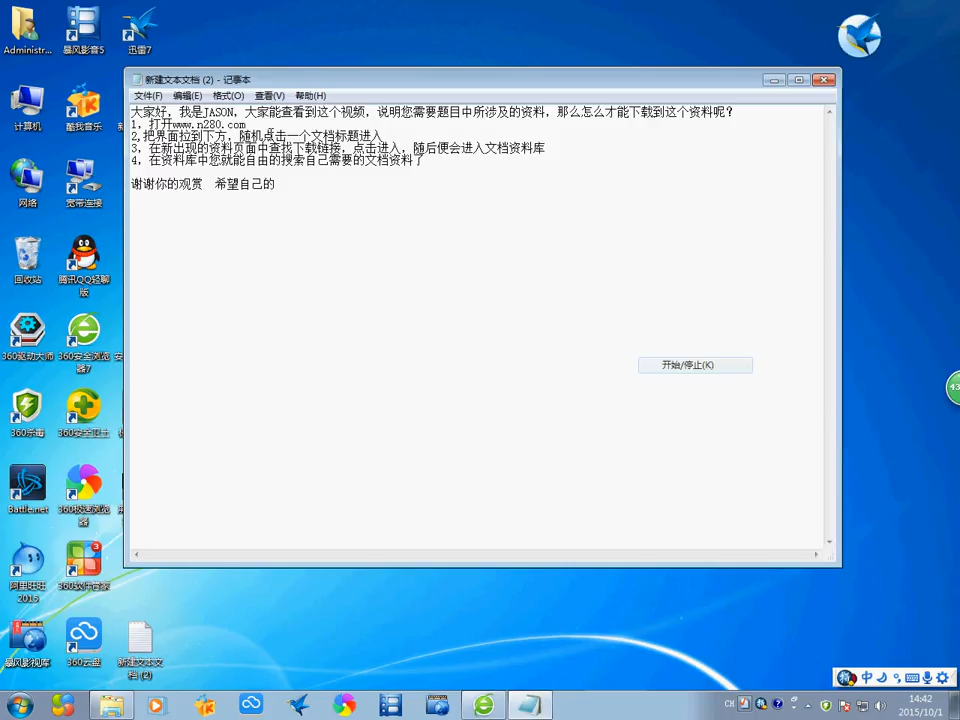 Administr...
暴风影音5
迅雷7
计算机
酷我音乐
网络
宽带连接
回收站
腾讯QQ轻聊版
360驱动大师
360安全浏览器7
360杀毒
360安全卫士
Battle.net
360极速浏览器
阿里旺旺2015
360软件管家
暴风影视库
360云盘
新建文本文档 (2)
新建文本文档 (2) - 记事本
文件(F) 编辑(E) 格式(O) 查看(V) 帮助(H)
大家好，我是JASON，大家能查看到这个视频，说明您需要题目中所涉及的资料，那么怎么才能下载到这个资料呢？
1，打开www.n280.com
2,把界面拉到下方，随机点击一个文档标题进入
3，在新出现的资料页面中查找下载链接，点击进入，随后便会进入文档资料库
4，在资料库中您就能自由的搜索自己需要的文档资料了
谢谢你的观赏 希望自己的
开始/停止(K)
43
中
CH
14:42
2015/10/1